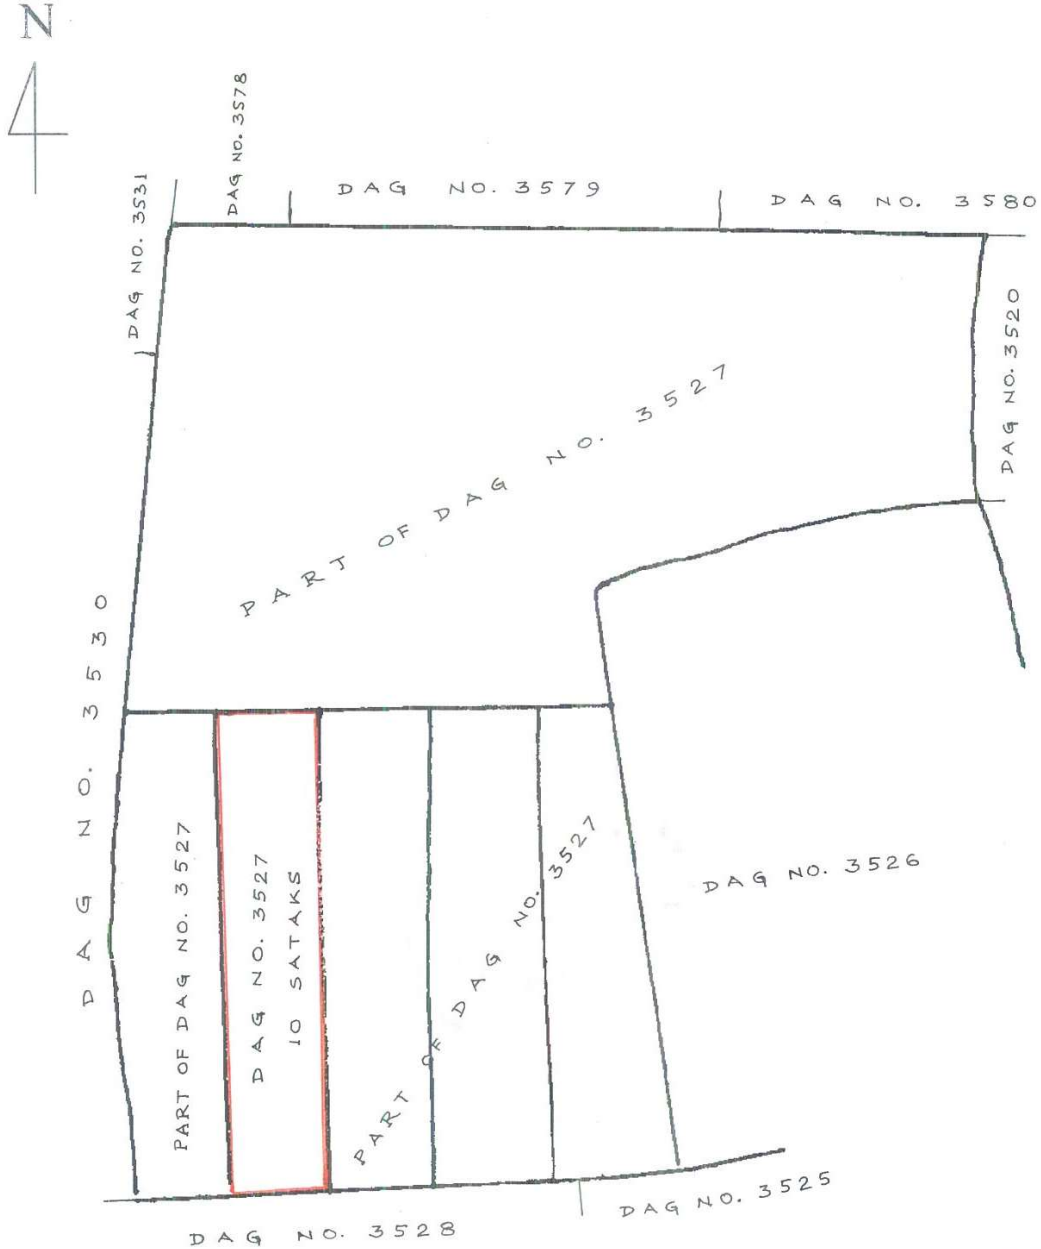 N
DAG NO. 3578
DAG NO. 3531
DAG NO. 3579
DAG NO. 3580
DAG NO. 3520
PART OF DAG NO. 3527
DAG NO. 3530
PART OF DAG NO. 3527
DAG NO. 3527
10 SATAKS
PART OF DAG NO. 3527
DAG NO. 3526
DAG NO. 3528
DAG NO. 3525